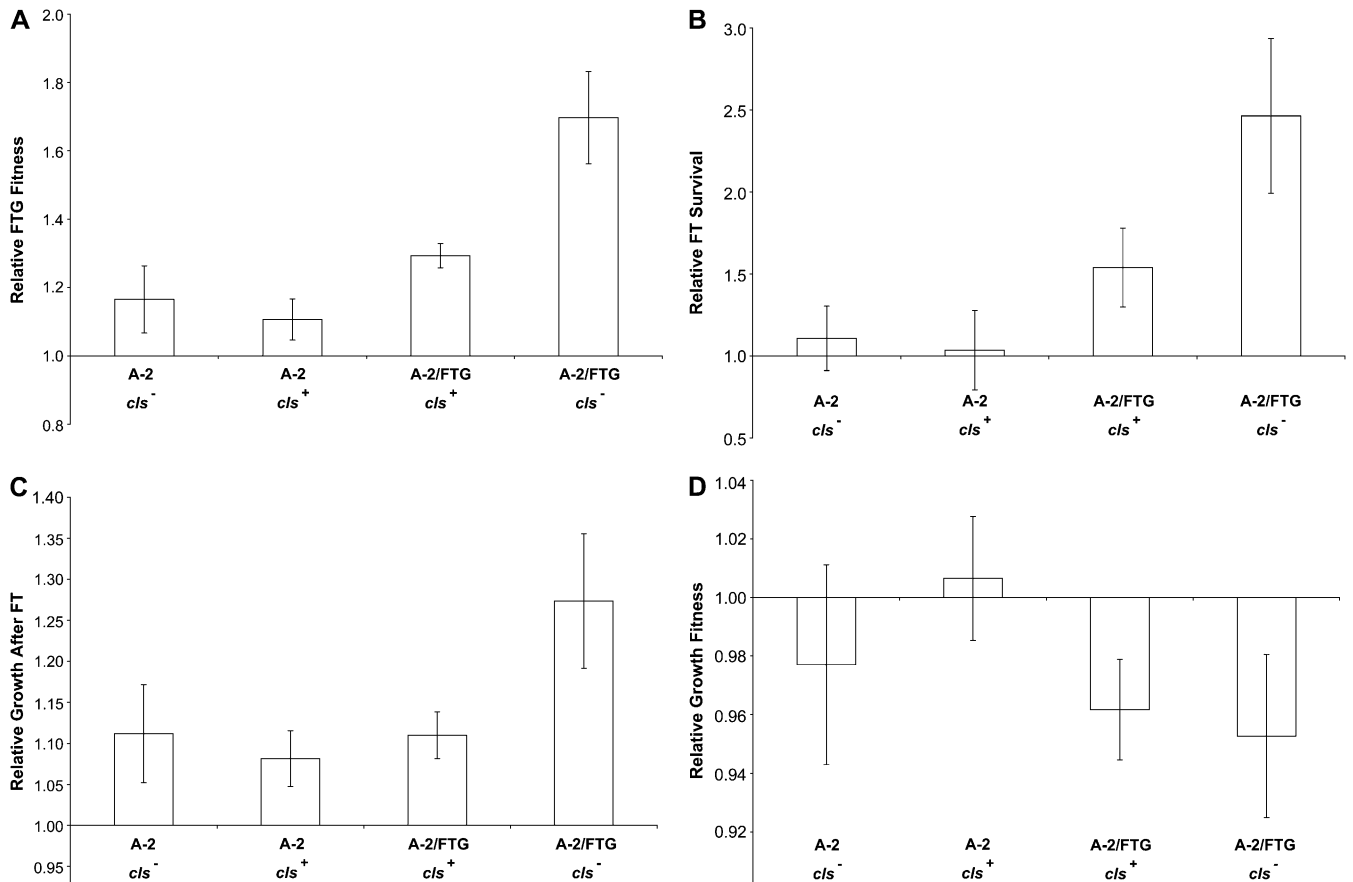 A
2.0
1.8
1.6
1.4
1.2
1.0
0.8
Relative FTG Fitness
A-2 A-2 A-2/FTG A-2/FTG
cls - cls + cls + cls -
B
3.0
2.5
2.0
1.5
1.0
0.5
Relative FT Survival
A-2 A-2 A-2/FTG A-2/FTG
cls - cls + cls + cls -
C
1.40
1.35
1.30
1.25
1.20
1.15
1.10
1.05
1.00
0.95
Relative Growth After FT
A-2 A-2 A-2/FTG A-2/FTG
cls - cls + cls + cls -
D
1.04
1.02
1.00
0.98
0.96
0.94
0.92
Relative Growth Fitness
A-2 A-2 A-2/FTG A-2/FTG
cls - cls + cls + cls -